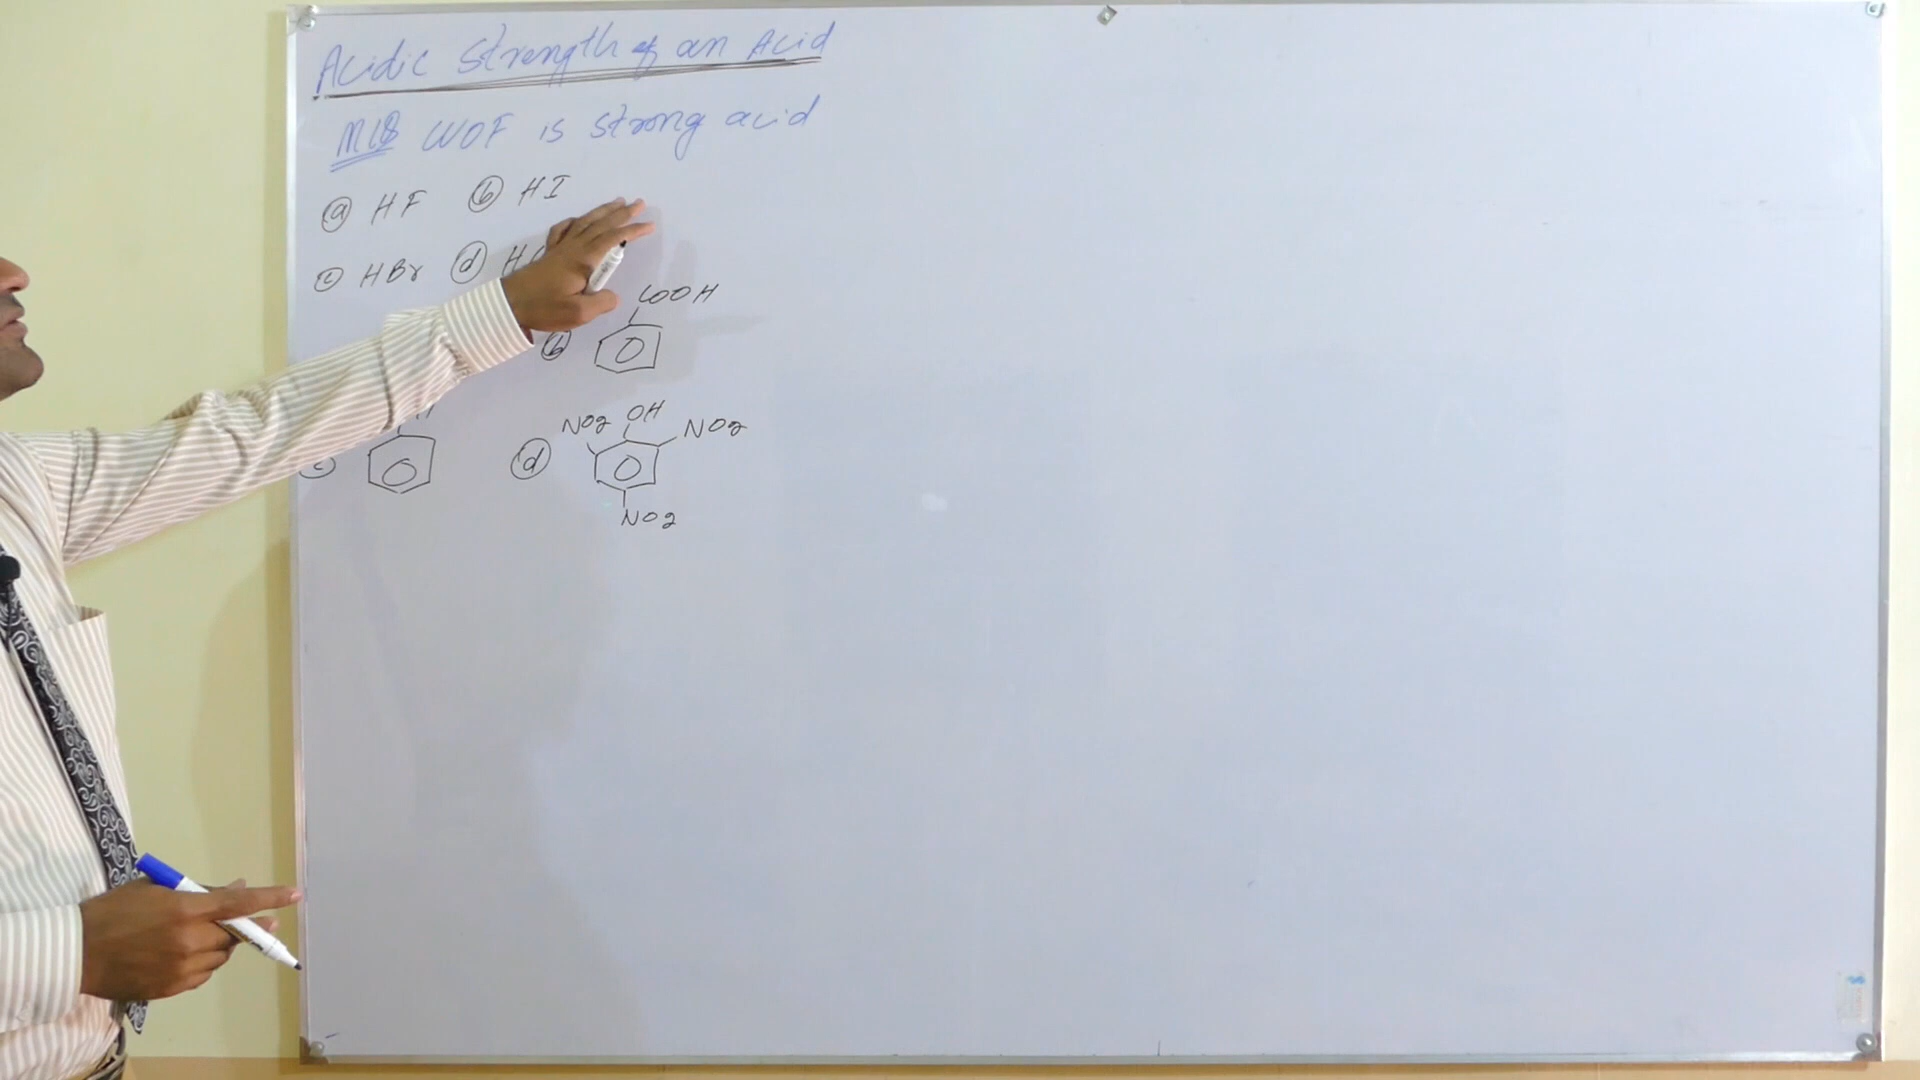 Acidic Strength of an Acid
MCQ WOF is strong acid
(a) HF (b) HI
(c) HBr (d)
(b) COOH
NO2 OH NO2
(c) (d)
NO2